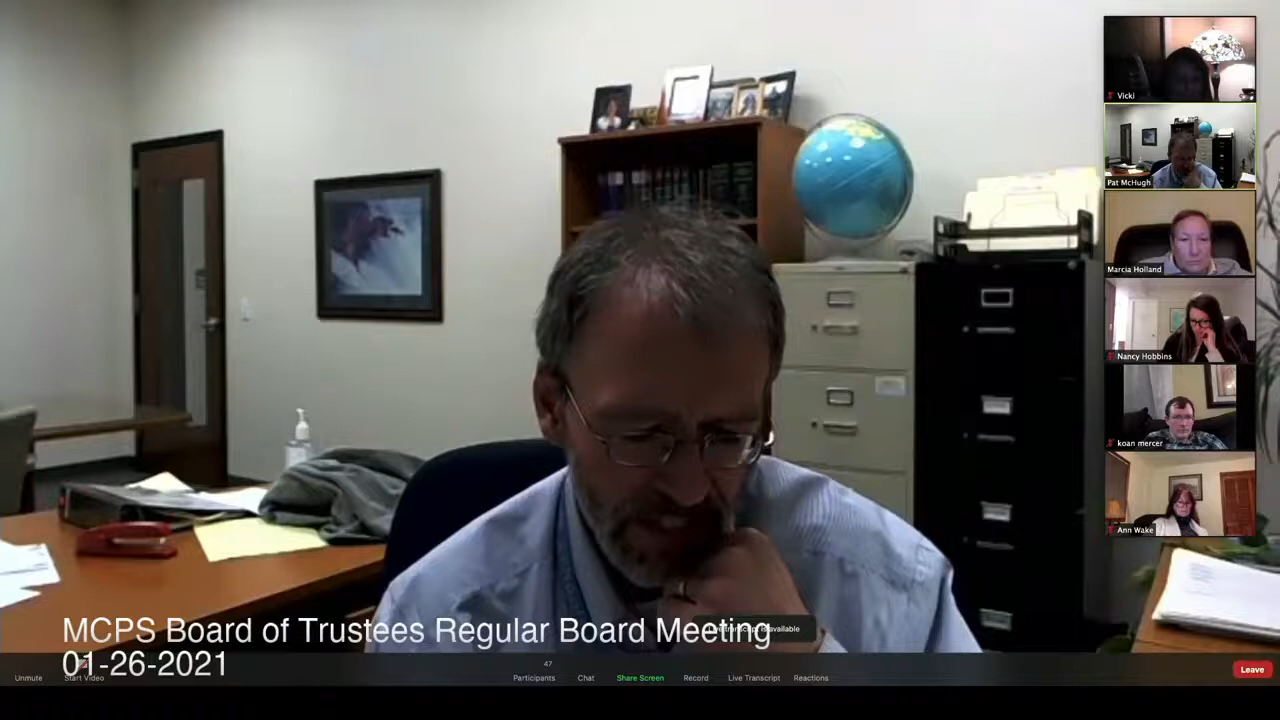 Vicki
Pat McHugh
Marcia Holland
Nancy Hobbins
koan mercer
Ann Wake
MCPS Board of Trustees Regular Board Meeting
01-26-2021
available
47
Unmute
Start Video
Participants
Chat
Share Screen
Record
Live Transcript
Reactions
Leave